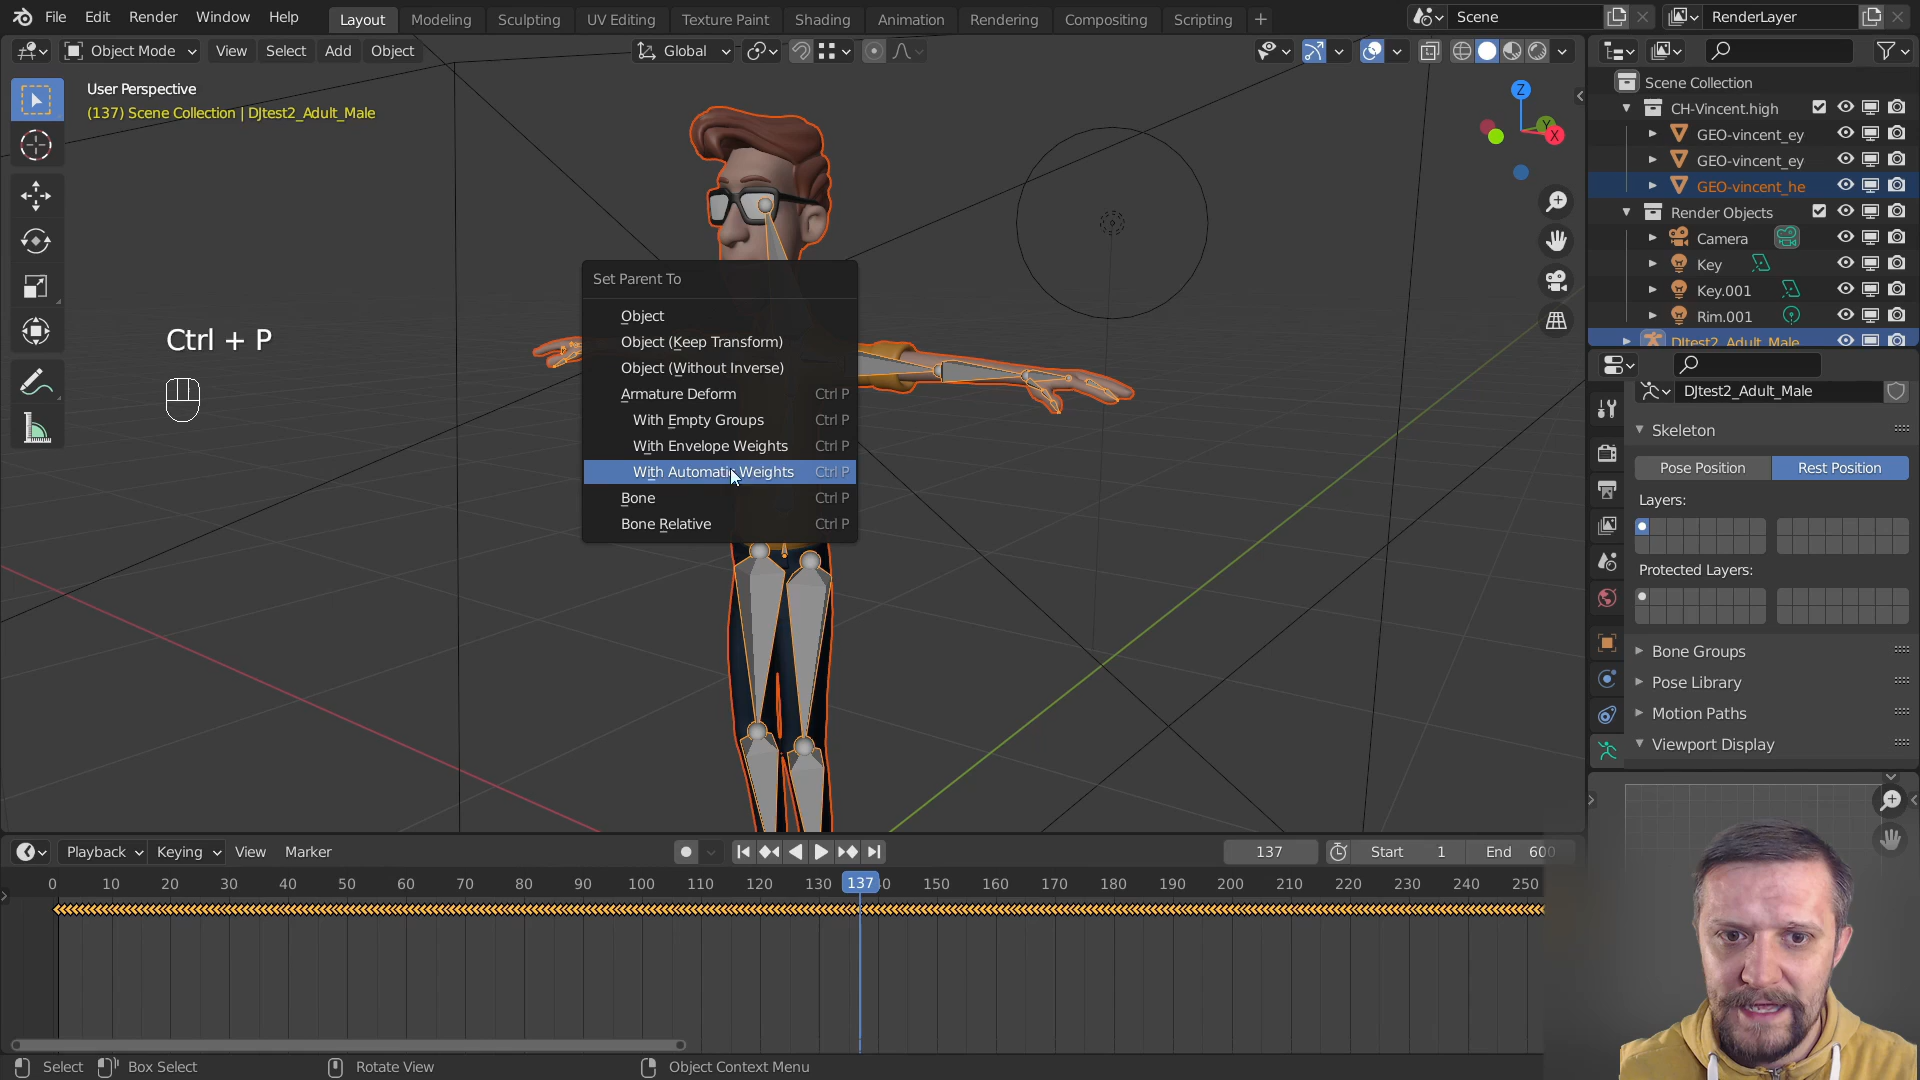 File Edit Render Window Help Layout Modeling Sculpting UV Editing Texture Paint Shading Animation Rendering Compositing Scripting + Scene RenderLayer
Object Mode View Select Add Object Global
User Perspective
(137) Scene Collection | DJtest2_Adult_Male
Z
Y
X
Ctrl + P
Set Parent To
Object
Object (Keep Transform)
Object (Without Inverse)
Armature Deform Ctrl P
With Empty Groups Ctrl P
With Envelope Weights Ctrl P
With Automatic Weights Ctrl P
Bone Ctrl P
Bone Relative Ctrl P
Scene Collection
CH-Vincent.high
GEO-vincent_ey
GEO-vincent_ey
GEO-vincent_he
Render Objects
Camera
Key
Key.001
Rim.001
DJtest2_Adult_Male
DJtest2_Adult_Male
Skeleton
Pose Position Rest Position
Layers:
Protected Layers:
Bone Groups
Pose Library
Motion Paths
Viewport Display
Playback Keying View Marker 137 Start 1 End 600
0 10 20 30 40 50 60 70 80 90 100 110 120 130 137 150 160 170 180 190 200 210 220 230 240 250
Select Box Select Rotate View Object Context Menu